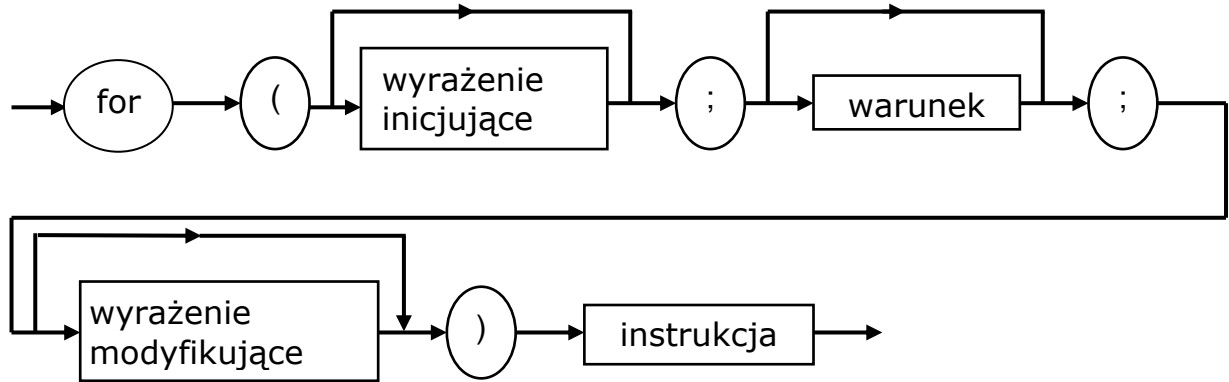 for ( wyrażenie inicjujące ; warunek ;
wyrażenie modyfikujące ) instrukcja